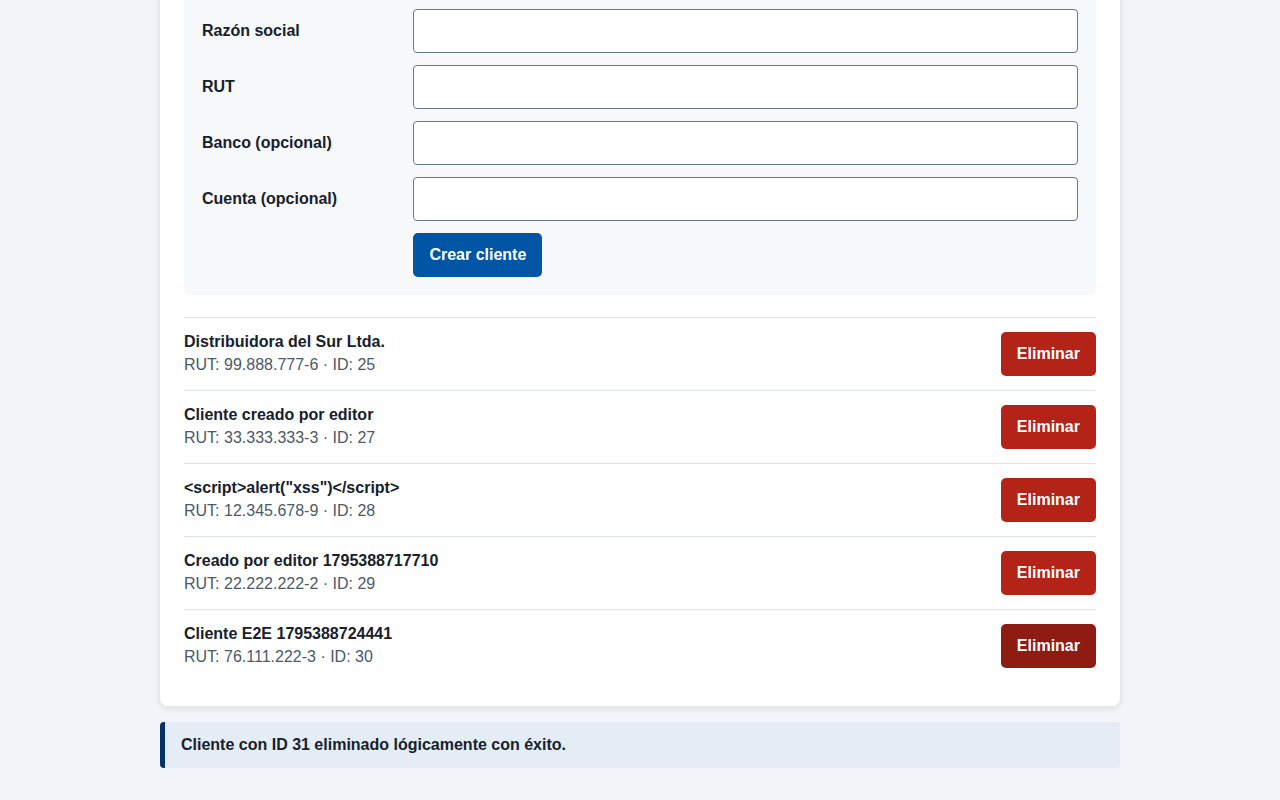 Razón social
RUT
Banco (opcional)
Cuenta (opcional)
Crear cliente
Distribuidora del Sur Ltda.
RUT: 99.888.777-6 · ID: 25
Eliminar
Cliente creado por editor
RUT: 33.333.333-3 · ID: 27
Eliminar
<script>alert("xss")</script>
RUT: 12.345.678-9 · ID: 28
Eliminar
Creado por editor 1795388717710
RUT: 22.222.222-2 · ID: 29
Eliminar
Cliente E2E 1795388724441
RUT: 76.111.222-3 · ID: 30
Eliminar
Cliente con ID 31 eliminado lógicamente con éxito.